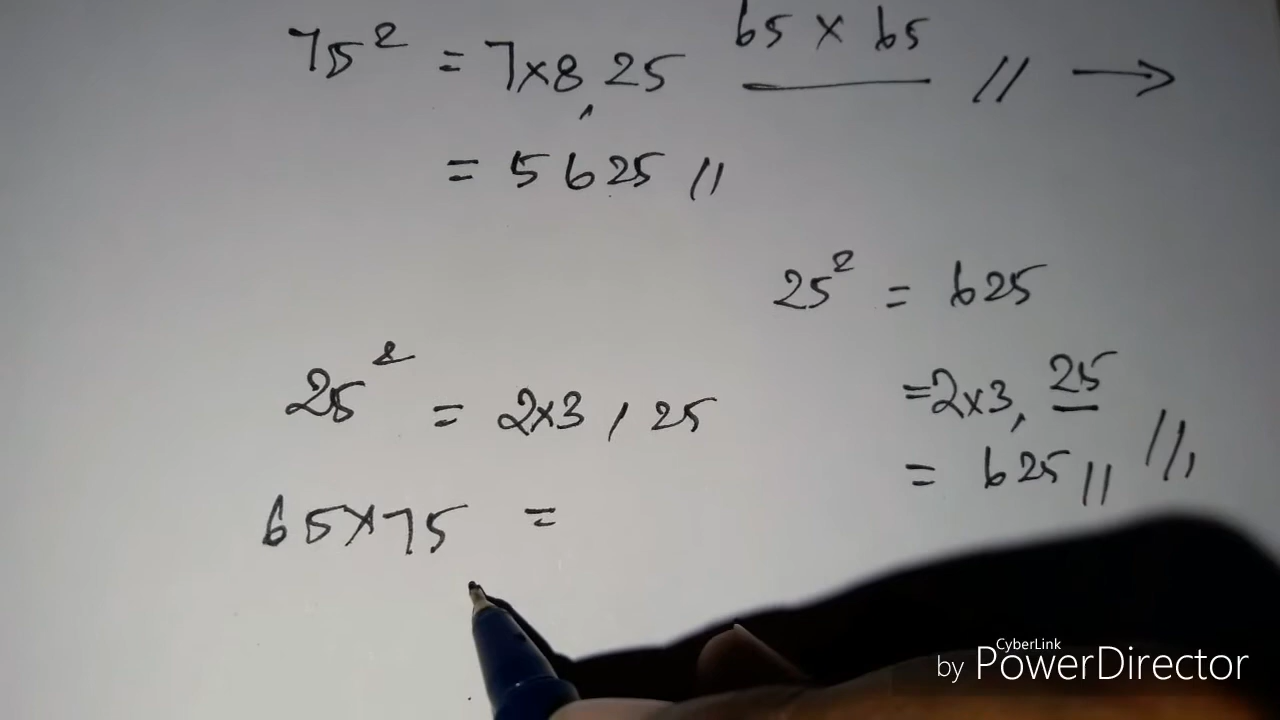 75² = 7×8, 25
65 × 65 // →
= 5625 //
25² = 625
= 2×3, 25
= 625 // //,
25² = 2×3, 25
65×75 =
CyberLink
by PowerDirector